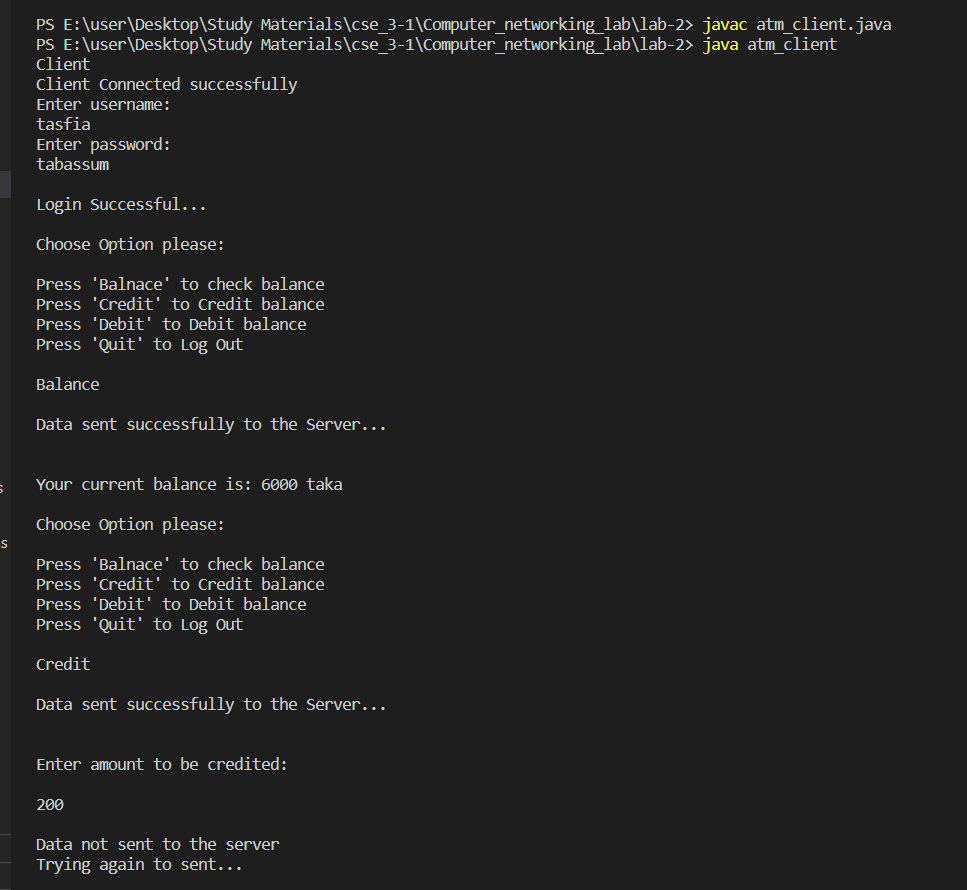 PS E:\user\Desktop\Study Materials\cse_3-1\Computer_networking_lab\lab-2> javac atm_client.java
PS E:\user\Desktop\Study Materials\cse_3-1\Computer_networking_lab\lab-2> java atm_client
Client
Client Connected successfully
Enter username:
tasfia
Enter password:
tabassum
Login Successful...
Choose Option please:
Press 'Balnace' to check balance
Press 'Credit' to Credit balance
Press 'Debit' to Debit balance
Press 'Quit' to Log Out
Balance
Data sent successfully to the Server...
Your current balance is: 6000 taka
Choose Option please:
Press 'Balnace' to check balance
Press 'Credit' to Credit balance
Press 'Debit' to Debit balance
Press 'Quit' to Log Out
Credit
Data sent successfully to the Server...
Enter amount to be credited:
200
Data not sent to the server
Trying again to sent...